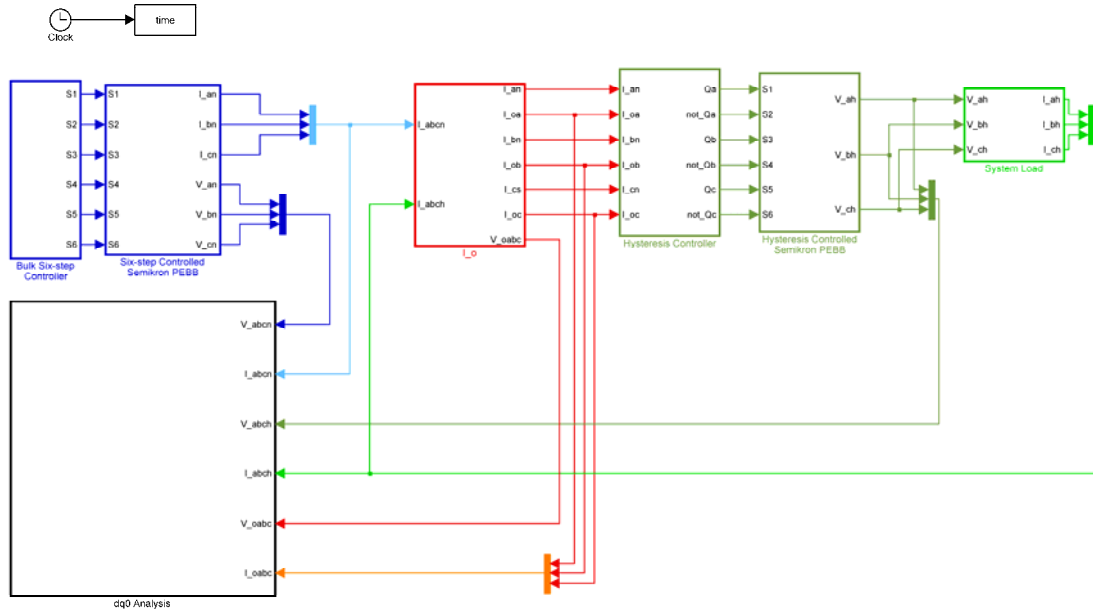 time
Clock
S1
S2
S3
S4
S5
S6
Bulk Six-step
Controller
S1
S2
S3
S4
S5
S6
I_an
I_bn
I_cn
V_an
V_bn
V_cn
Six-step Controlled
Semikron PEBB
I_abcn
I_abch
I_an
I_oa
I_bn
I_ob
I_cs
I_oc
V_oabc
I_o
I_an
I_oa
I_bn
I_ob
I_cn
I_oc
Qa
not_Qa
Qb
not_Qb
Qc
not_Qc
Hysteresis Controller
S1
S2
S3
S4
S5
S6
V_ah
V_bh
V_ch
Hysteresis Controlled
Semikron PEBB
V_ah
V_bh
V_ch
I_ah
I_bh
I_ch
System Load
V_abcn
I_abcn
V_abch
I_abch
V_oabc
I_oabc
dq0 Analysis